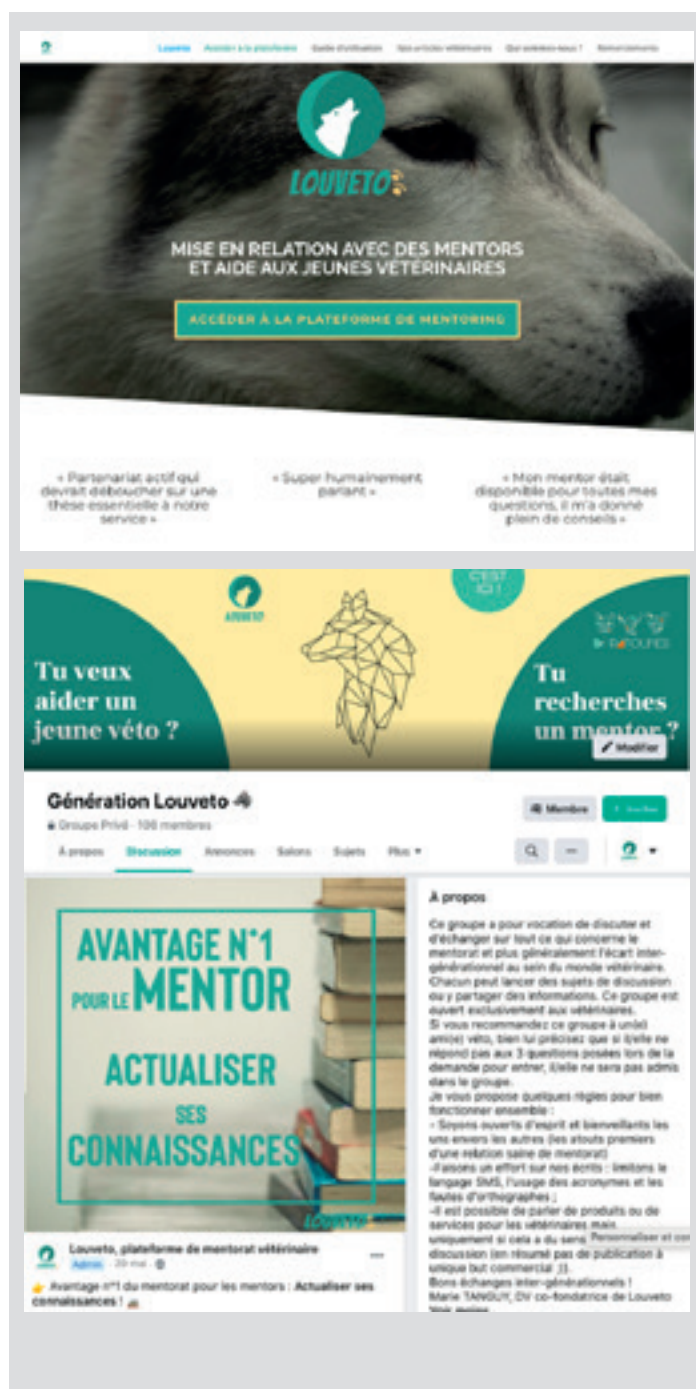 Louveto Accéder à la plateforme Guide d'utilisation Nos articles vétérinaires Qui sommes-nous ? Remerciements
LOUVETO
MISE EN RELATION AVEC DES MENTORS
ET AIDE AUX JEUNES VÉTÉRINAIRES
ACCÉDER À LA PLATEFORME DE MENTORING
« Partenariat actif qui
devrait déboucher sur une
thèse essentielle à notre
service »
« Super humainement
parlant »
« Mon mentor était
disponible pour toutes mes
questions, il m'a donné
plein de conseils »
LOUVETO
C'EST
ICI !
Tu veux
aider un
jeune véto ?
Tu
recherches
un mentor ?
Modifier
Génération Louveto
Groupe Privé · 106 membres
Membre
À propos Discussion Annonces Salons Sujets Plus
AVANTAGE N°1
POUR LE MENTOR
ACTUALISER
SES
CONNAISSANCES
LOUVETO
Louveto, plateforme de mentorat vétérinaire
Admin · 20 mai
Avantage n°1 du mentorat pour les mentors : Actualiser ses
connaissances !
À propos
Ce groupe a pour vocation de discuter et
d'échanger sur tout ce qui concerne le
mentorat et plus généralement l'écart inter-
générationnel au sein du monde vétérinaire.
Chacun peut lancer des sujets de discussion
ou y partager des informations. Ce groupe est
ouvert exclusivement aux vétérinaires.
Si vous recommandez ce groupe à un(e)
ami(e) véto, bien lui préciser que si il/elle ne
répond pas aux 3 questions posées lors de la
demande pour entrer, il/elle ne sera pas admis
dans le groupe.
Je vous propose quelques règles pour bien
fonctionner ensemble :
- Soyons ouverts d'esprit et bienveillants les
uns envers les autres (les atouts premiers
d'une relation saine de mentorat)
-Faisons un effort sur nos écrits : limitons le
langage SMS, l'usage des acronymes et les
fautes d'orthographes ;
-Il est possible de parler de produits ou de
services pour les vétérinaires mais
uniquement si cela a du sens
Personnaliser et con
discussion (en résumé pas de publication à
unique but commercial ;)).
Bons échanges inter-générationnels !
Marie TANGUY, DV co-fondatrice de Louveto
Voir moins